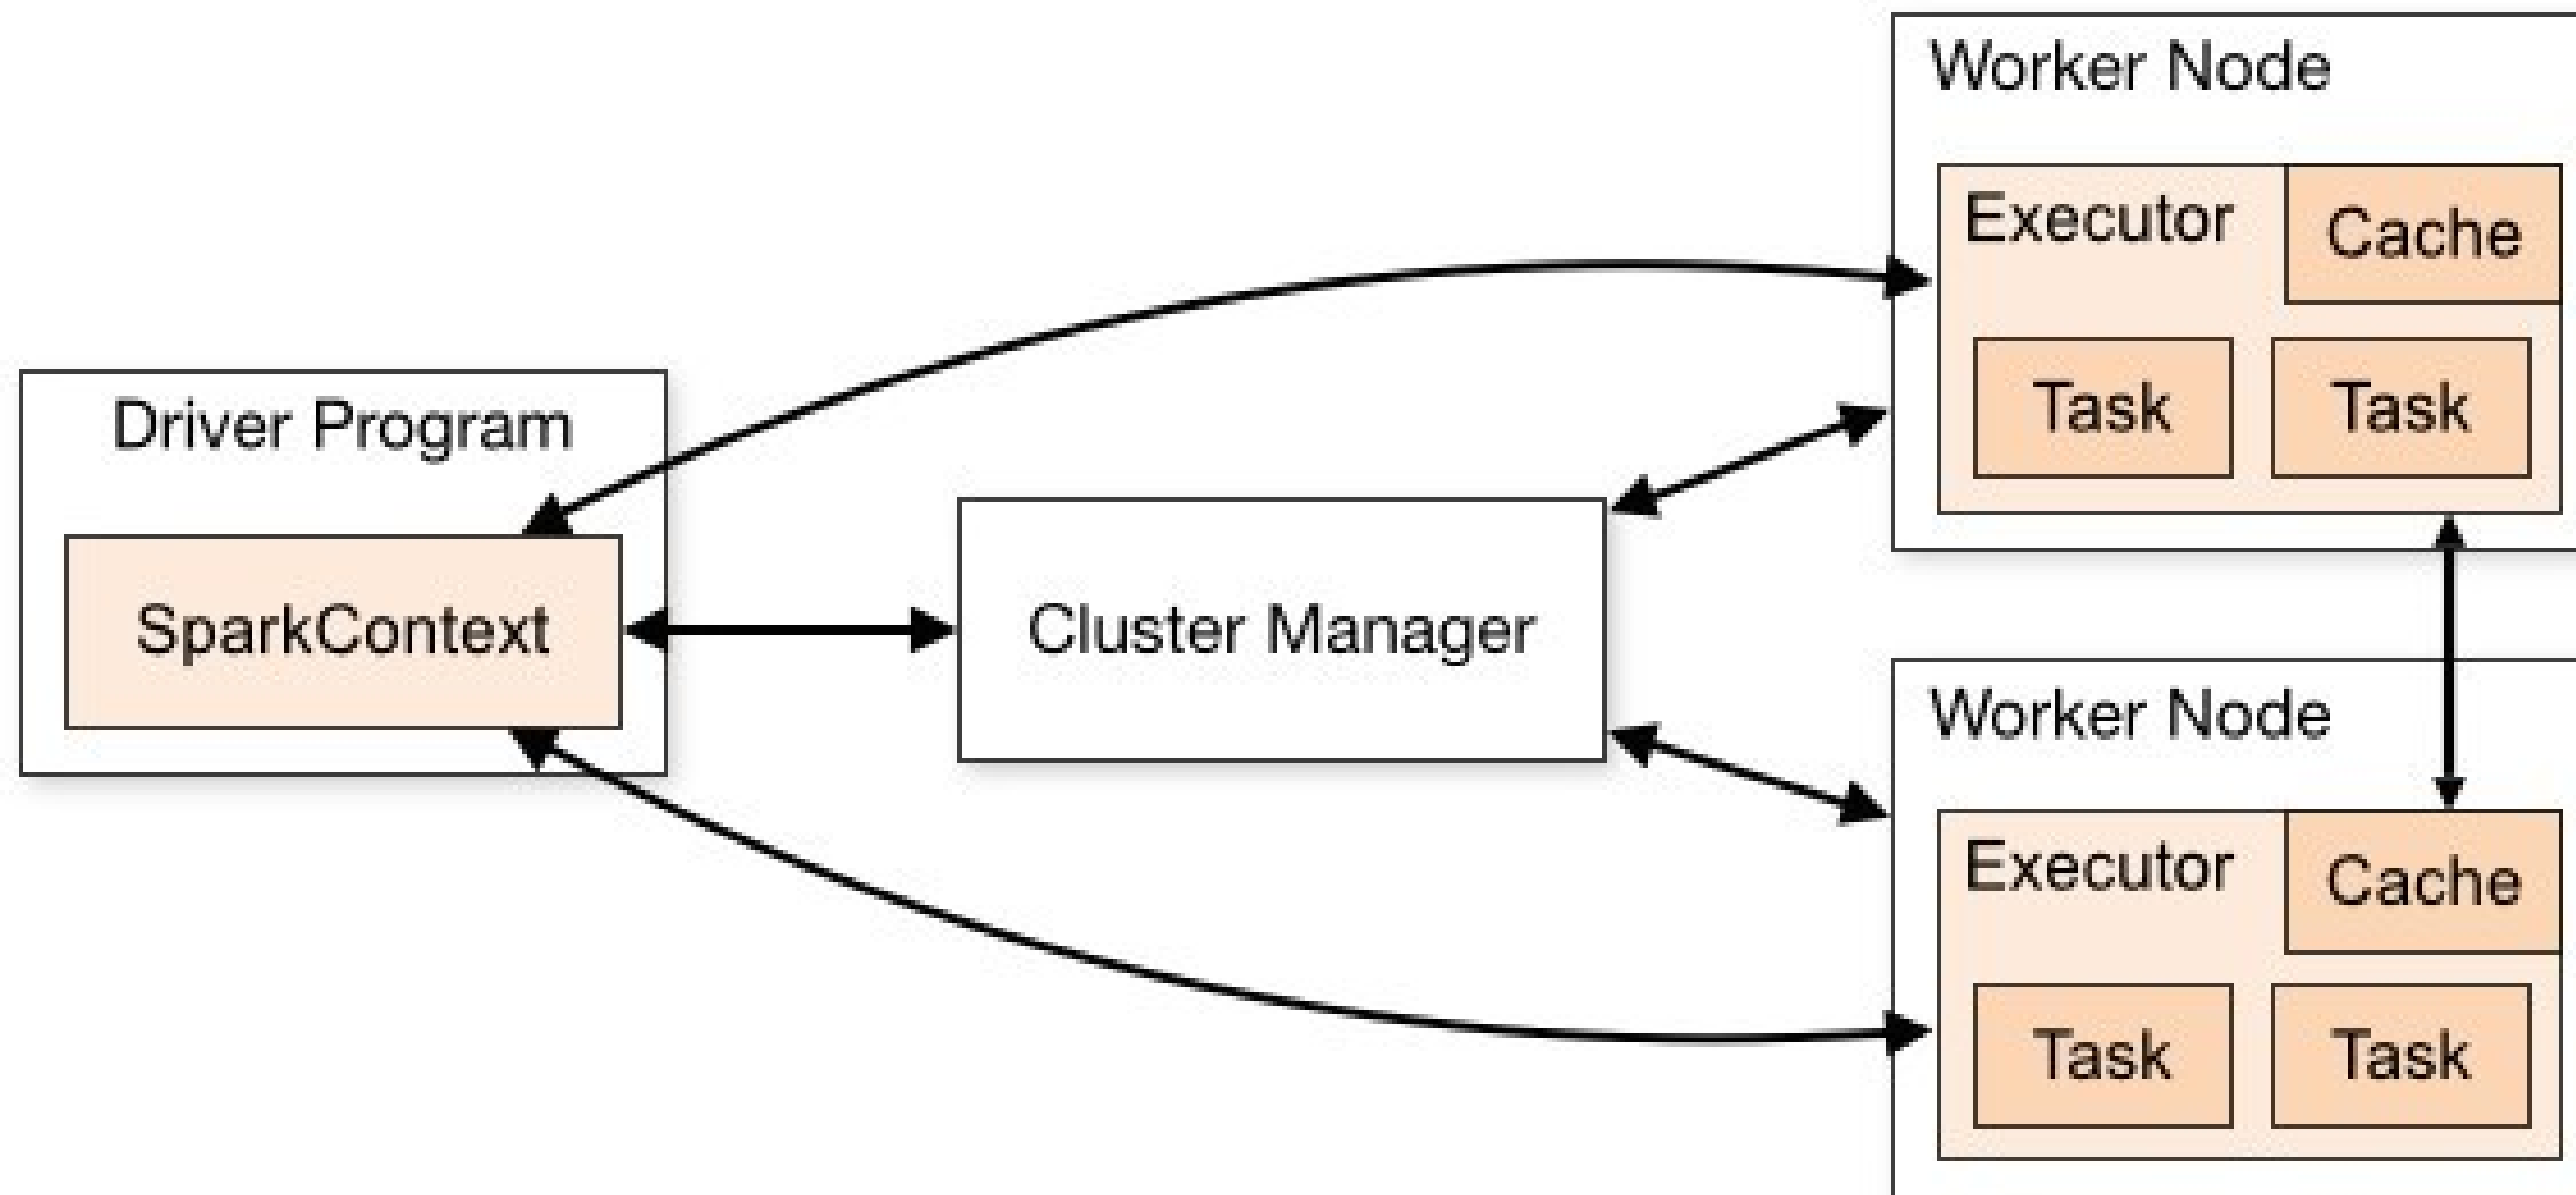 Worker Node
Executor
Cache
Task
Task
Driver Program
SparkContext
Cluster Manager
Worker Node
Executor
Cache
Task
Task